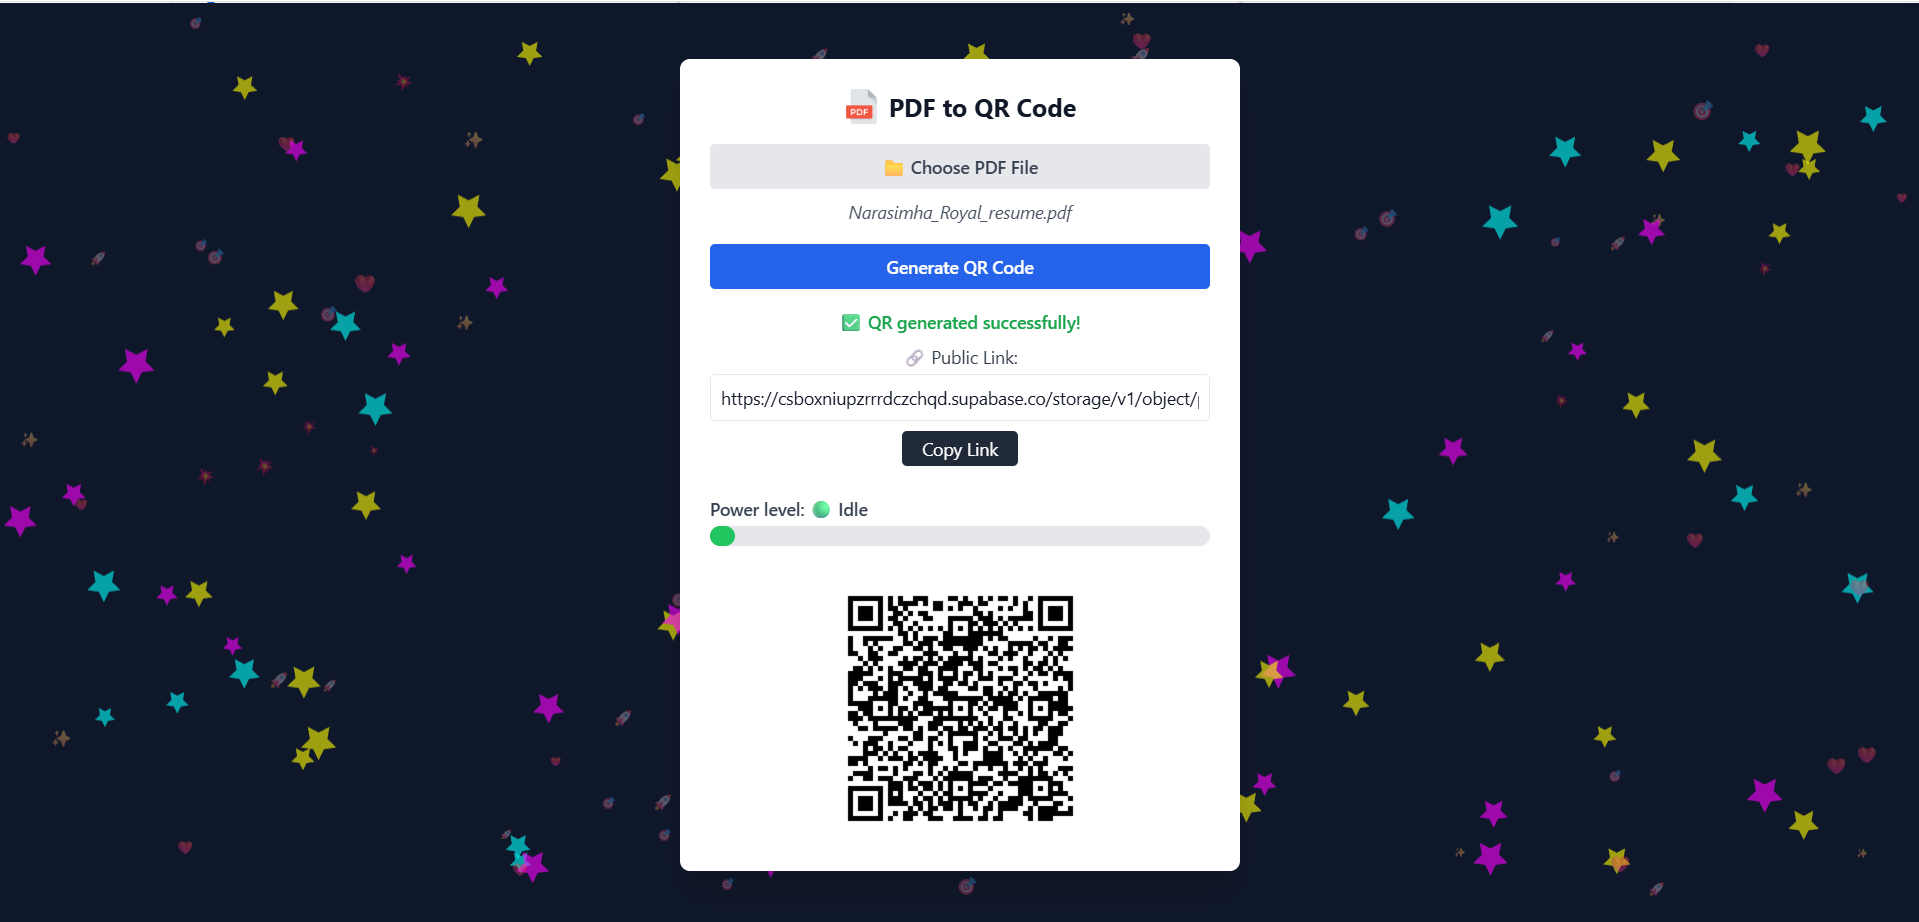 PDF
PDF to QR Code
Choose PDF File
Narasimha_Royal_resume.pdf
Generate QR Code
QR generated successfully!
Public Link:
https://csboxniupzrrrdczchqd.supabase.co/storage/v1/object/
Copy Link
Power level: Idle